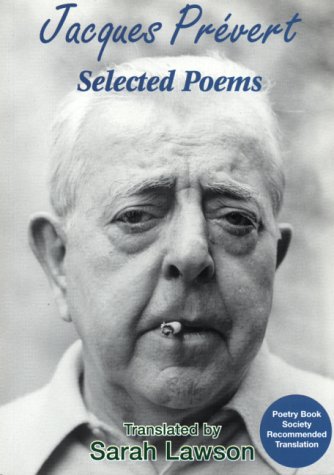 Jacques Prévert
Selected Poems
Translated by
Sarah Lawson
Poetry Book
Society
Recommended
Translation